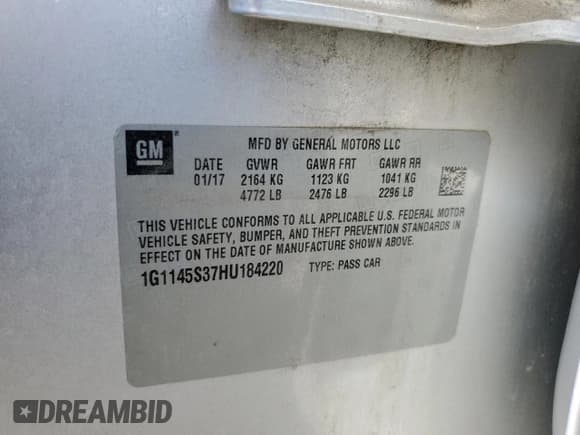 GM
MFD BY GENERAL MOTORS LLC
DATE GVWR GAWR FRT GAWR RR
01/17 2164 KG 1123 KG 1041 KG
4772 LB 2476 LB 2296 LB
THIS VEHICLE CONFORMS TO ALL APPLICABLE U.S. FEDERAL MOTOR
VEHICLE SAFETY, BUMPER, AND THEFT PREVENTION STANDARDS IN
EFFECT ON THE DATE OF MANUFACTURE SHOWN ABOVE.
1G1145S37HU184220 TYPE: PASS CAR
DREAMBID